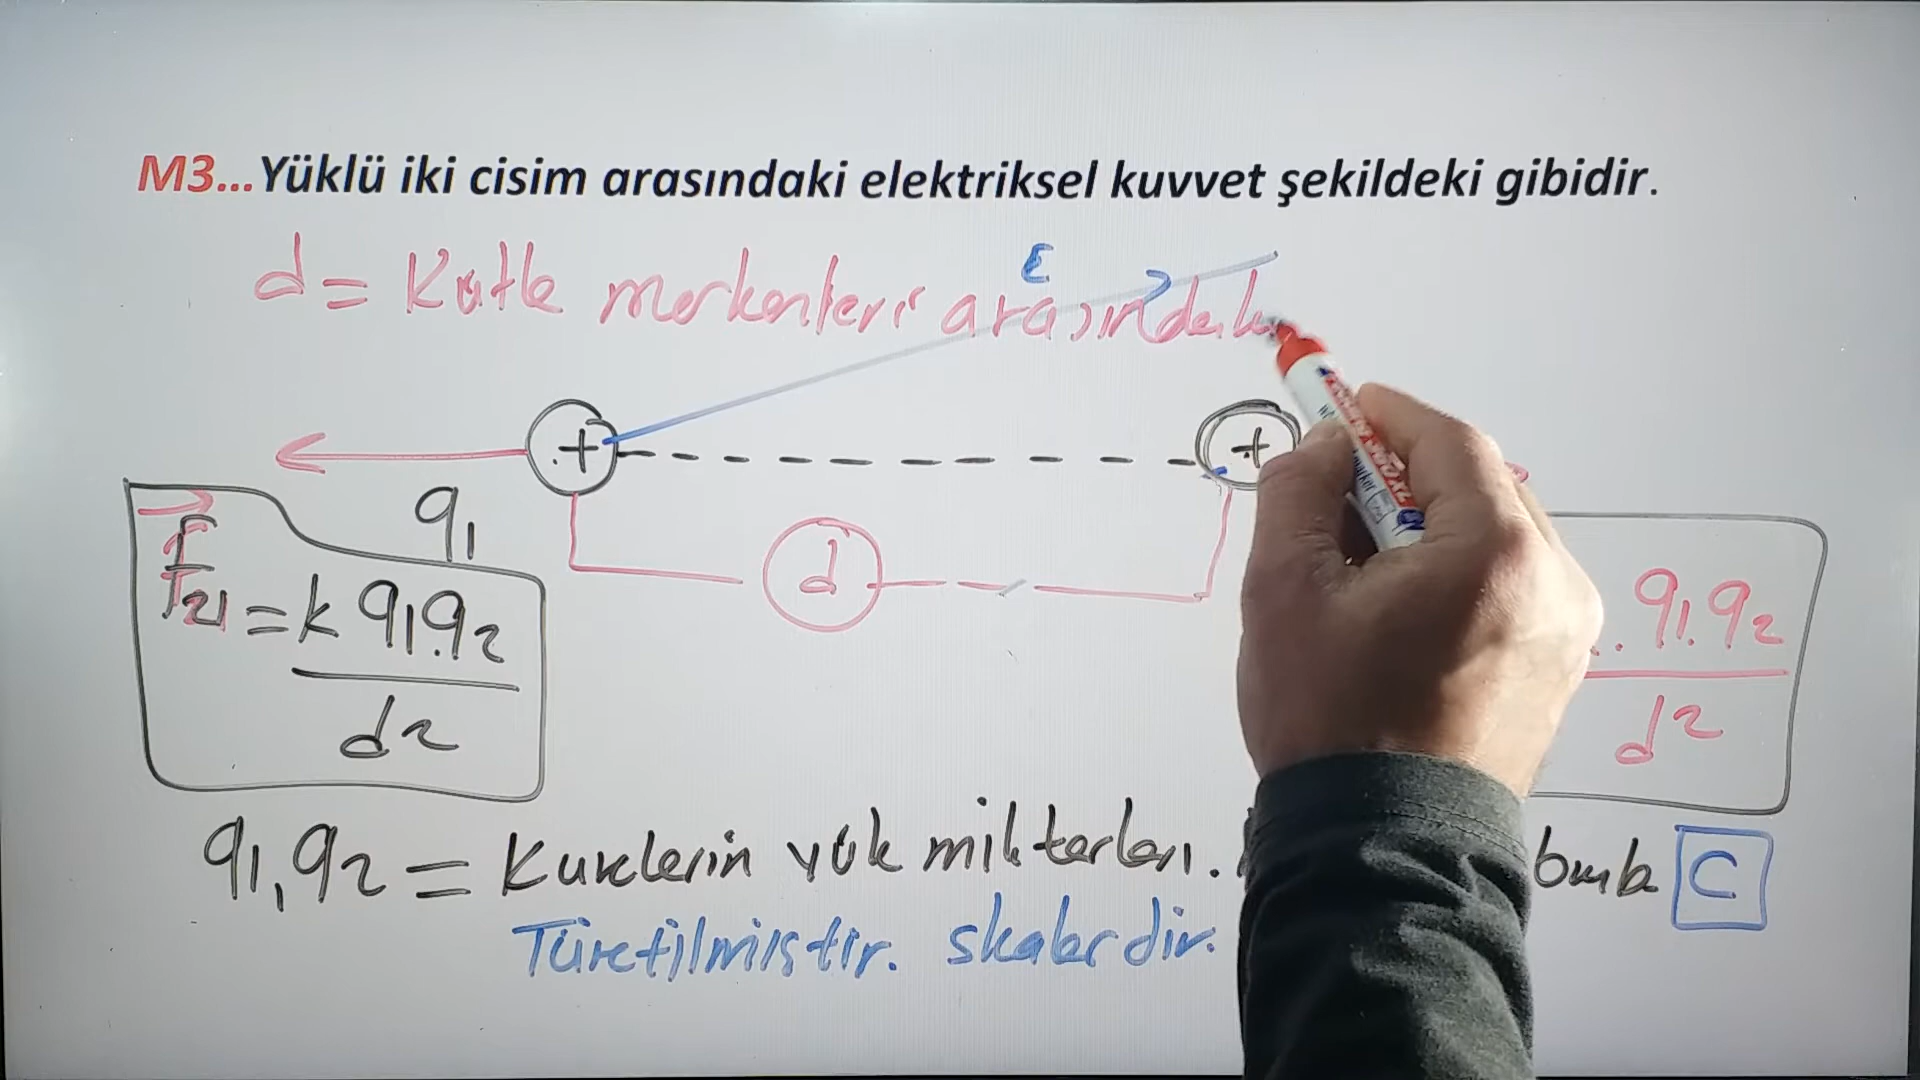 M3...Yüklü iki cisim arasındaki elektriksel kuvvet şekildeki gibidir.
d = Kütle merkenleri arasındaki
ε
+
+
q1
d
F21 = k q1.q2
d2
. q1.q2
d2
q1, q2 = Kürelerin yük miktarları.
C
Türetilmiştir. skalerdir.